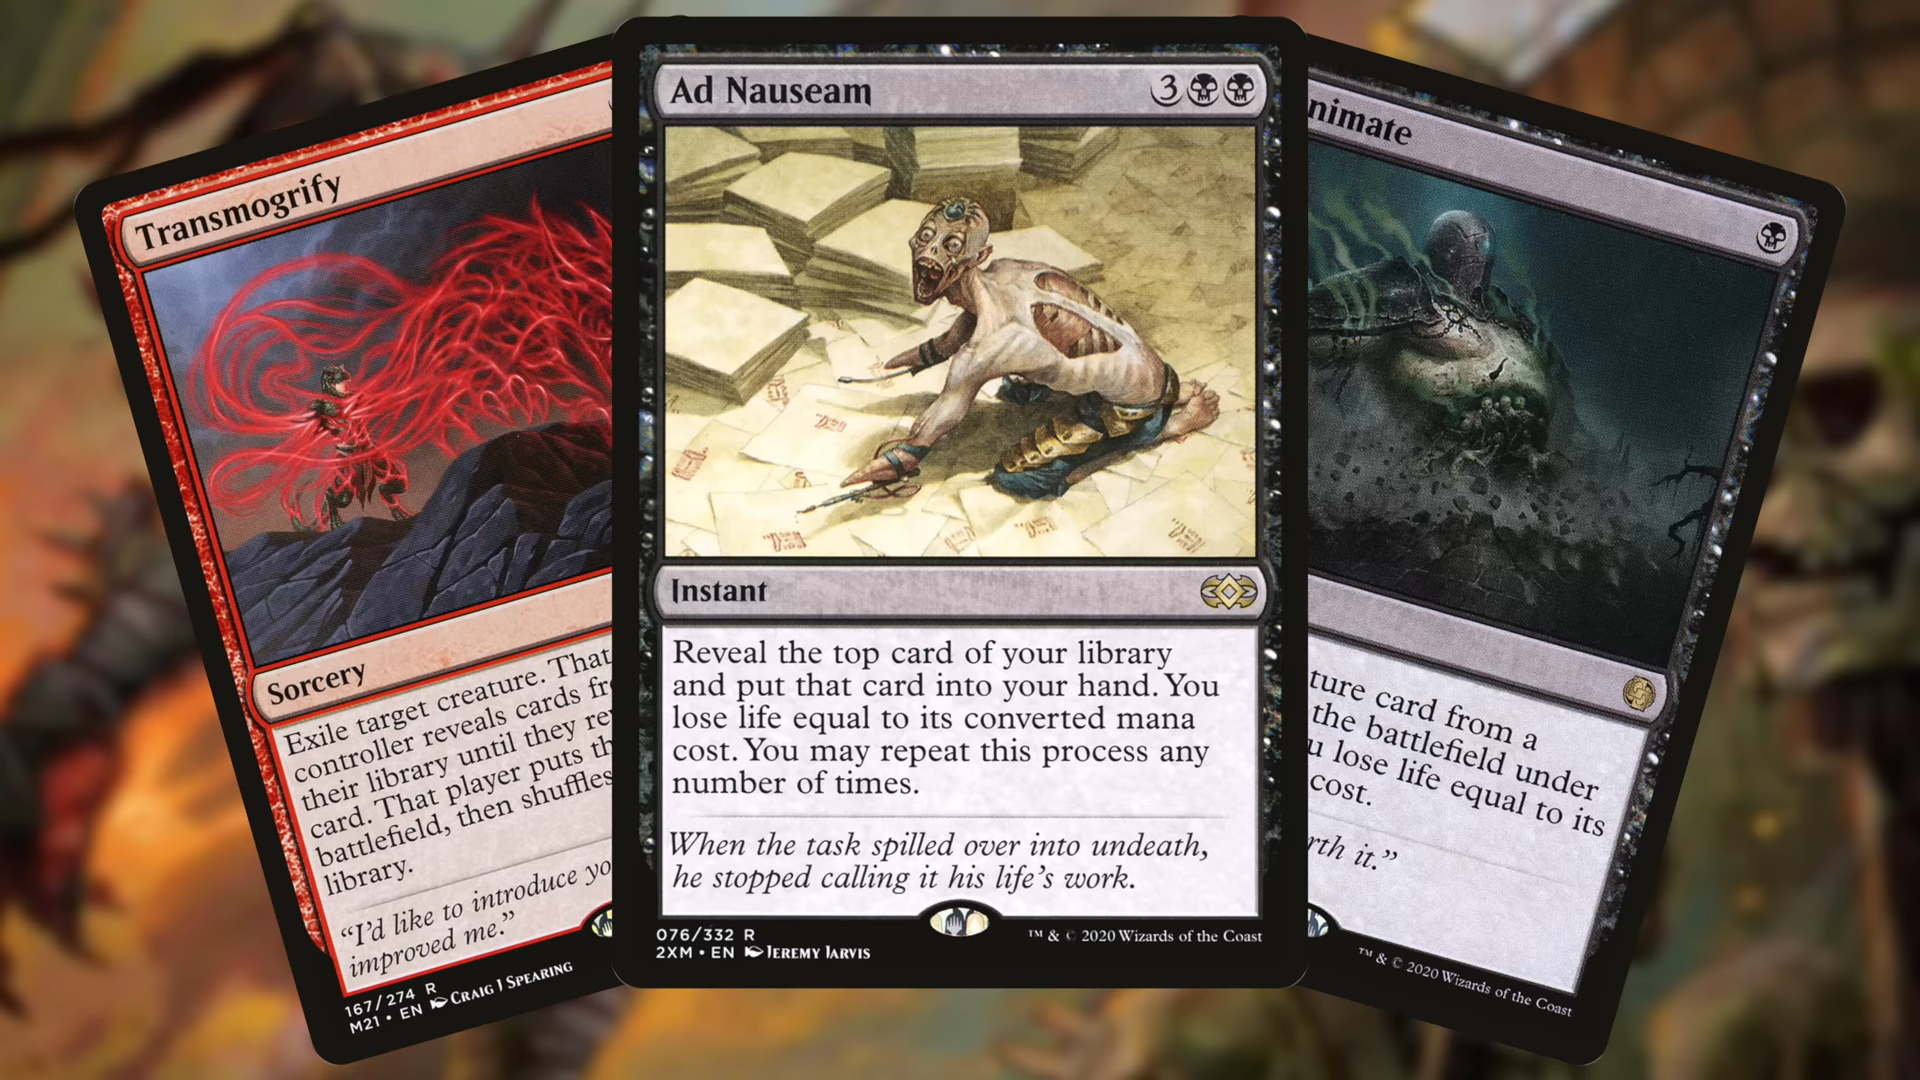 Transmogrify
Sorcery
Exile target creature. That
controller reveals cards
their library until they
card. That player puts
battlefield, then shuffles
library.
“I’d like to introduce
improved me.”
167/274 R
M21 • EN CRAIG J SPEARING
Ad Nauseam 3
Instant
Reveal the top card of your library
and put that card into your hand. You
lose life equal to its converted mana
cost. You may repeat this process any
number of times.
When the task spilled over into undeath,
he stopped calling it his life’s work.
076/332 R
2XM • EN JEREMY JARVIS
™ & © 2020 Wizards of the Coast
nimate
ture card from a
the battlefield under
u lose life equal to its
cost.
rth it.”
™ & © 2020 Wizards of the Coast